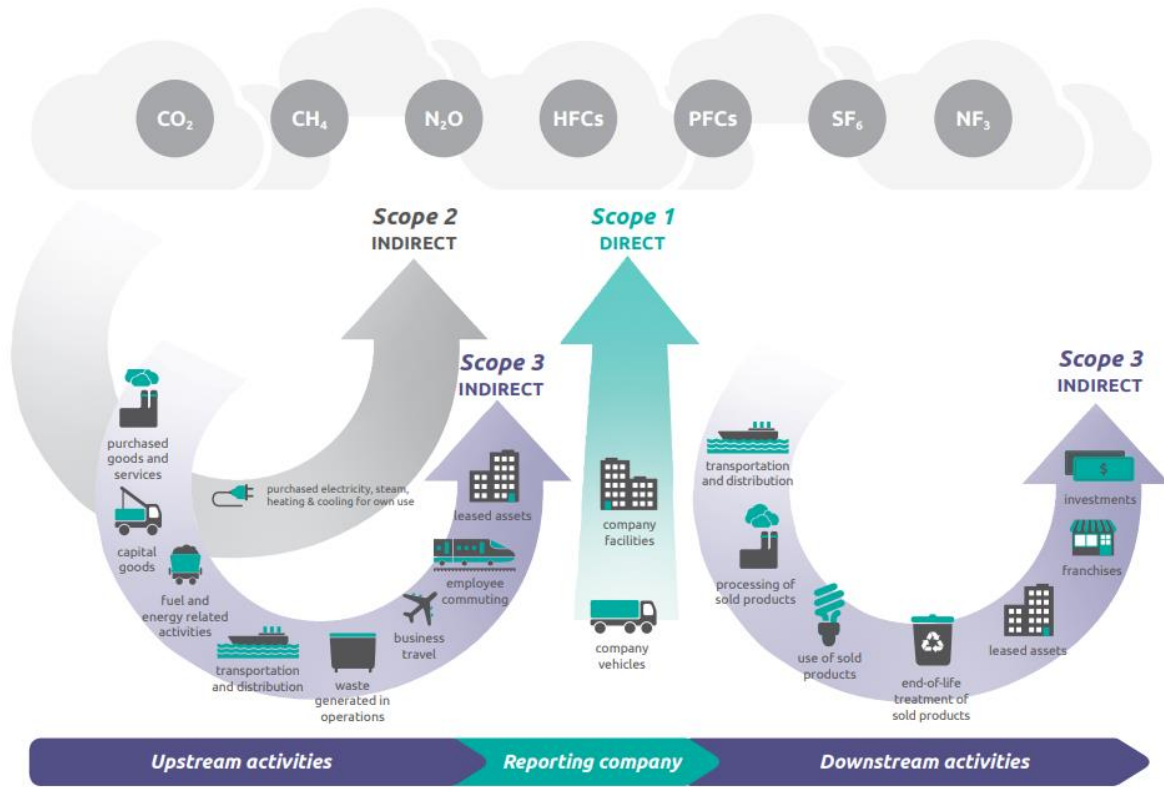 CO₂
CH₄
N₂O
HFCs
PFCs
SF₆
NF₃
Scope 2
INDIRECT
Scope 1
DIRECT
Scope 3
INDIRECT
Scope 3
INDIRECT
purchased
goods and
services
capital
goods
fuel and
energy related
activities
transportation
and distribution
waste
generated in
operations
business
travel
employee
commuting
leased assets
purchased electricity, steam,
heating & cooling for own use
company
facilities
company
vehicles
transportation
and distribution
processing of
sold products
use of sold
products
end-of-life
treatment of
sold products
leased assets
franchises
$
investments
Upstream activities
Reporting company
Downstream activities